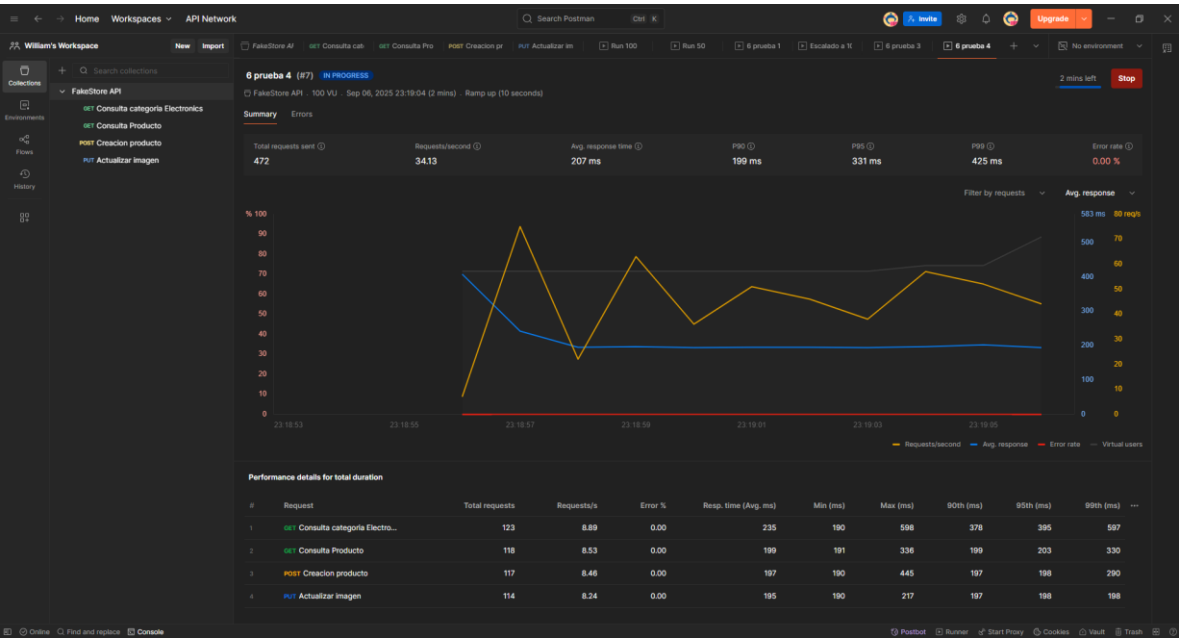 Home Workspaces API Network Search Postman Ctrl K Invite Upgrade
William's Workspace New Import FakeStore AF GET Consulta cat GET Consulta Pro POST Creacion pr PUT Actualizar im Run 100 Run 50 6 prueba 1 Escalado a 1( 6 prueba 3 6 prueba 4 No environment
Collections
Environments
Flows
History
Search collections
FakeStore API
GET Consulta categoria Electronics
GET Consulta Producto
POST Creacion producto
PUT Actualizar imagen
6 prueba 4 (#7) IN PROGRESS
FakeStore API . 100 VU . Sep 06, 2025 23:19:04 (2 mins) . Ramp up (10 seconds)
2 mins left Stop
Summary Errors
Total requests sent Requests/second Avg. response time P90 P95 P99 Error rate
472 34.13 207 ms 199 ms 331 ms 425 ms 0.00 %
Filter by requests Avg. response
% 100 583 ms 80 req/s
90
500 70
80
60
70 400
60 50
300
50 40
40
200 30
30
20
20 100
10 10
0 0 0
23:18:53 23:18:55 23:18:57 23:18:59 23:19:01 23:19:03 23:19:05
Requests/second Avg. response Error rate Virtual users
Performance details for total duration
# Request Total requests Requests/s Error % Resp. time (Avg. ms) Min (ms) Max (ms) 90th (ms) 95th (ms) 99th (ms)
1 GET Consulta categoria Electro... 123 8.89 0.00 235 190 598 378 395 597
2 GET Consulta Producto 118 8.53 0.00 199 191 336 199 203 330
3 POST Creacion producto 117 8.46 0.00 197 190 445 197 198 290
4 PUT Actualizar imagen 114 8.24 0.00 195 190 217 197 198 198
Online Find and replace Console Postbot Runner Start Proxy Cookies Vault Trash